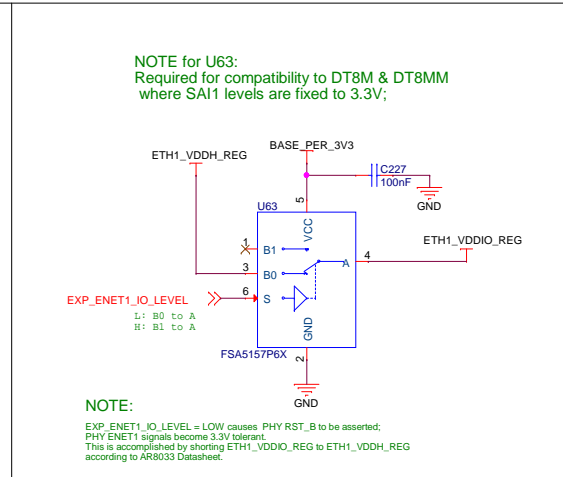 NOTE for U63:
Required for compatibility to DT8M & DT8MM
where SAI1 levels are fixed to 3.3V;
BASE_PER_3V3
ETH1_VDDH_REG
C227
100nF
GND
5
U63
VCC
ETH1_VDDIO_REG
1
B1
4
A
3
B0
6
S
EXP_ENET1_IO_LEVEL
L: B0 to A
H: B1 to A
GND
2
FSA5157P6X
GND
NOTE:
EXP_ENET1_IO_LEVEL = LOW causes PHY RST_B to be asserted;
PHY ENET1 signals become 3.3V tolerant.
This is accomplished by shorting ETH1_VDDIO_REG to ETH1_VDDH_REG
according to AR8033 Datasheet.